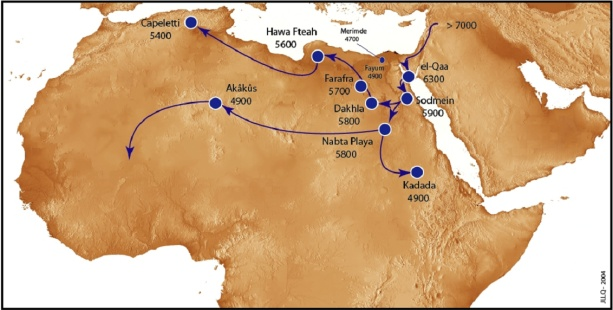 Capeletti
5400
Hawa Fteah
5600
Merimde
4700
> 7000
Fayum
4900
el-Qaa
6300
Farafra
5700
Akâkûs
4900
Dakhla
5800
Sodmein
5900
Nabta Playa
5800
Kadada
4900
JLLQ - 2004